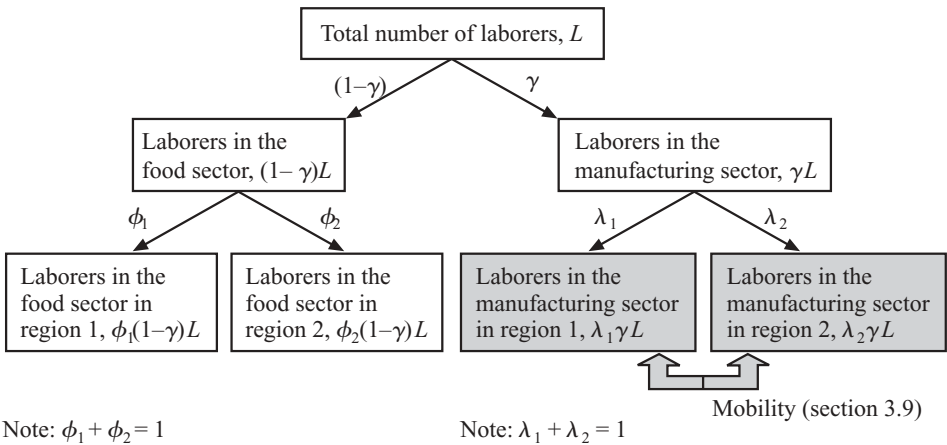 Total number of laborers, L
(1–γ)
γ
Laborers in the
food sector, (1– γ)L
Laborers in the
manufacturing sector, γL
ϕ₁
ϕ₂
λ₁
λ₂
Laborers in the
food sector in
region 1, ϕ₁(1–γ)L
Laborers in the
food sector in
region 2, ϕ₂(1–γ)L
Laborers in the
manufacturing sector
in region 1, λ₁γL
Laborers in the
manufacturing sector
in region 2, λ₂γL
Mobility (section 3.9)
Note: ϕ₁ + ϕ₂ = 1
Note: λ₁ + λ₂ = 1